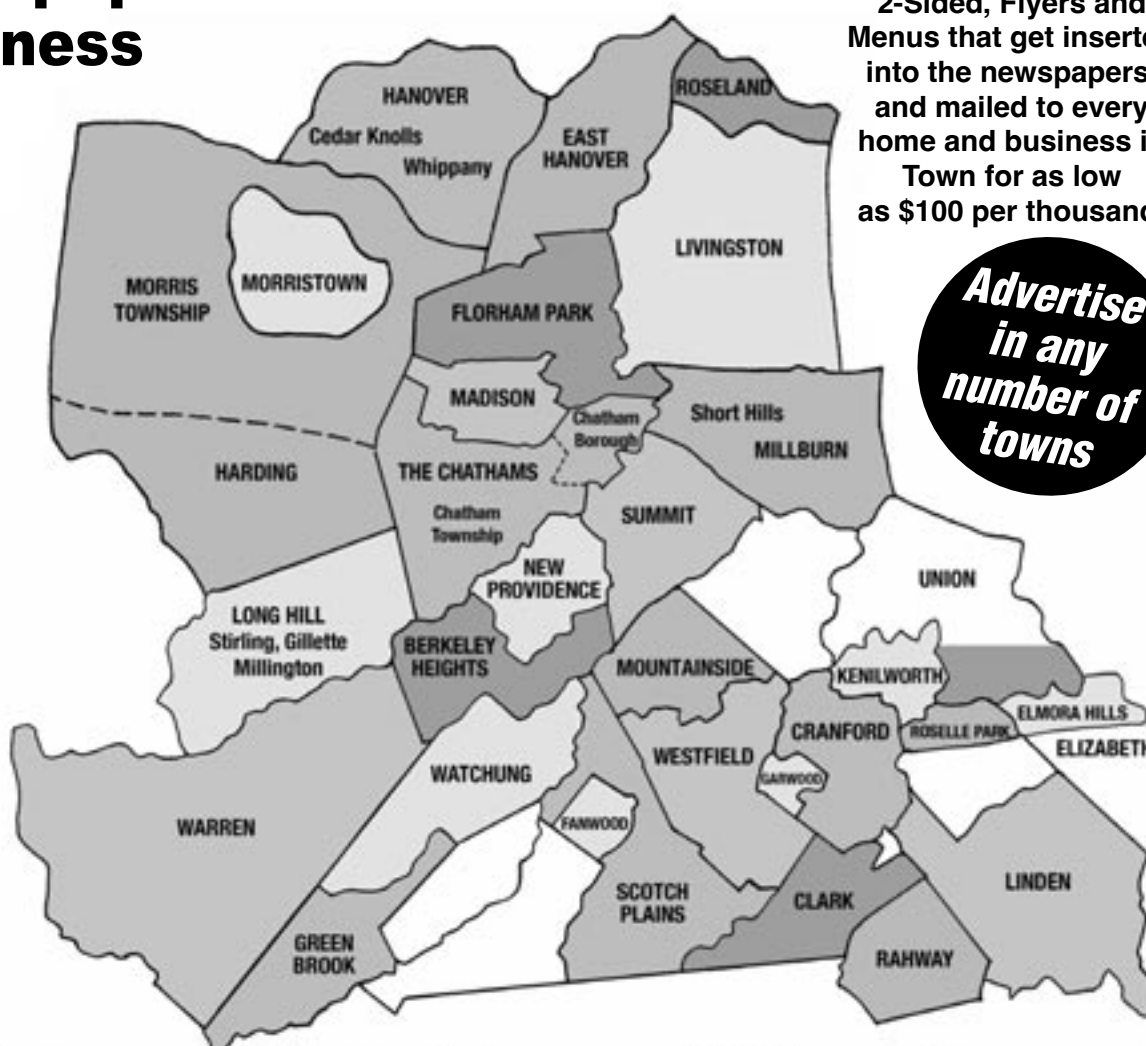 ness
2-Sided, Flyers and
Menus that get inserte
into the newspapers
and mailed to every
home and business i
Town for as low
as $100 per thousand
Advertise
in any
number of
towns
HANOVER
Cedar Knolls
Whippany
EAST
HANOVER
ROSELAND
LIVINGSTON
MORRIS
TOWNSHIP
MORRISTOWN
FLORHAM PARK
MADISON
Chatham
Borough
Short Hills
MILLBURN
HARDING
THE CHATHAMS
Chatham
Township
SUMMIT
NEW
PROVIDENCE
UNION
LONG HILL
Stirling, Gillette
Millington
BERKELEY
HEIGHTS
MOUNTAINSIDE
KENILWORTH
ELMORA HILLS
CRANFORD
ROSELLE PARK
ELIZABETH
WESTFIELD
GARWOOD
WATCHUNG
WARREN
FANWOOD
SCOTCH
PLAINS
CLARK
LINDEN
GREEN
BROOK
RAHWAY